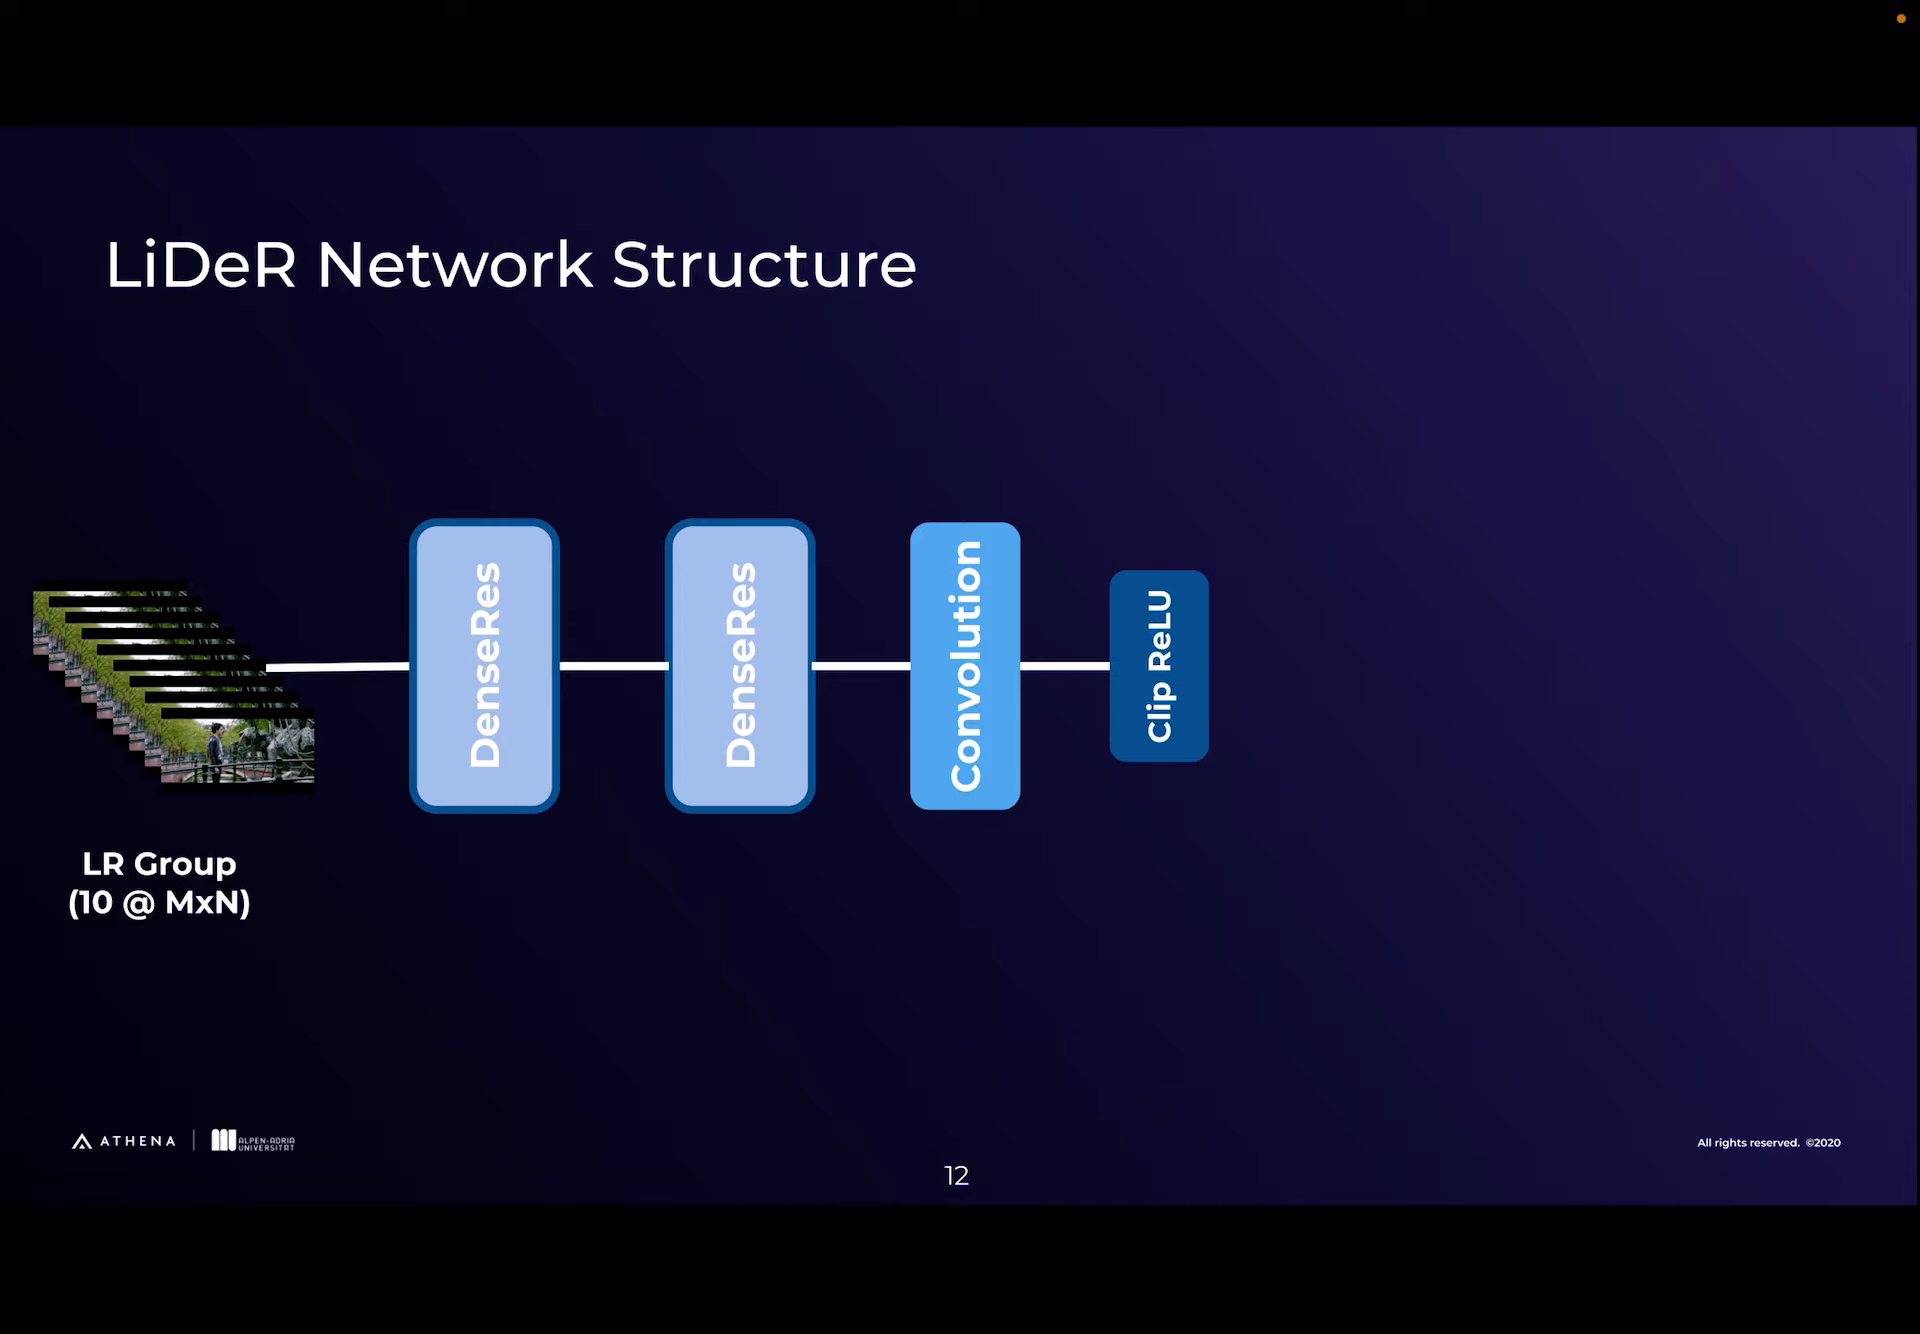 LiDeR Network Structure
DenseRes
DenseRes
Convolution
Clip ReLU
LR Group
(10 @ MxN)
ATHENA
ALPEN-ADRIA
UNIVERSITÄT
All rights reserved. ©2020
12